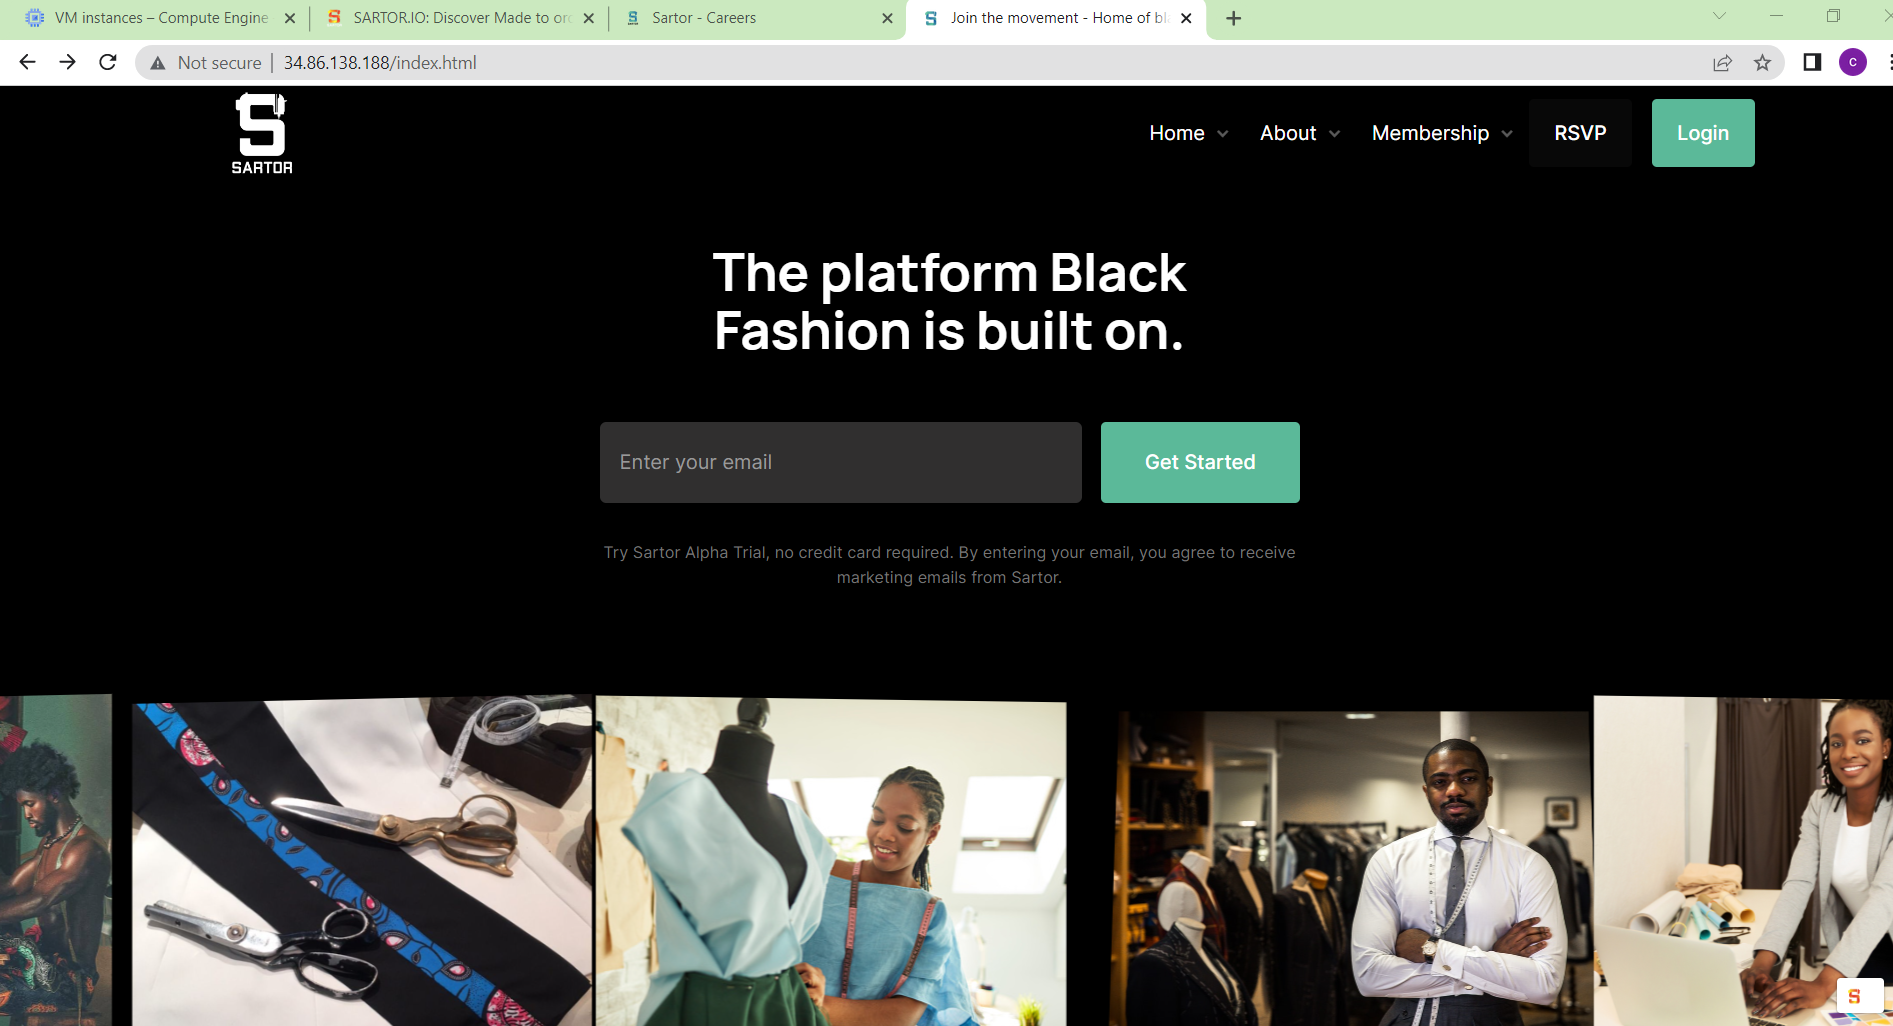 VM instances – Compute Engine
SARTOR.IO: Discover Made to or
Sartor - Careers
Join the movement - Home of bl
Not secure
34.86.138.188/index.html
C
S
SARTOR
Home
About
Membership
RSVP
Login
The platform Black
Fashion is built on.
Enter your email
Get Started
Try Sartor Alpha Trial, no credit card required. By entering your email, you agree to receive
marketing emails from Sartor.
S